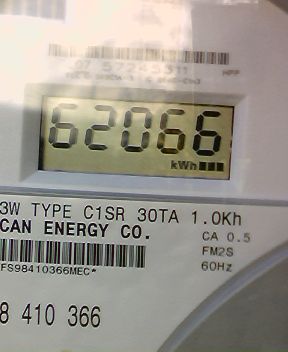 62066
kWh
3W TYPE C1SR 30TA 1.0Kh
CAN ENERGY CO.
CA 0.5
FM2S
60Hz
FS98410366MEC*
8 410 366